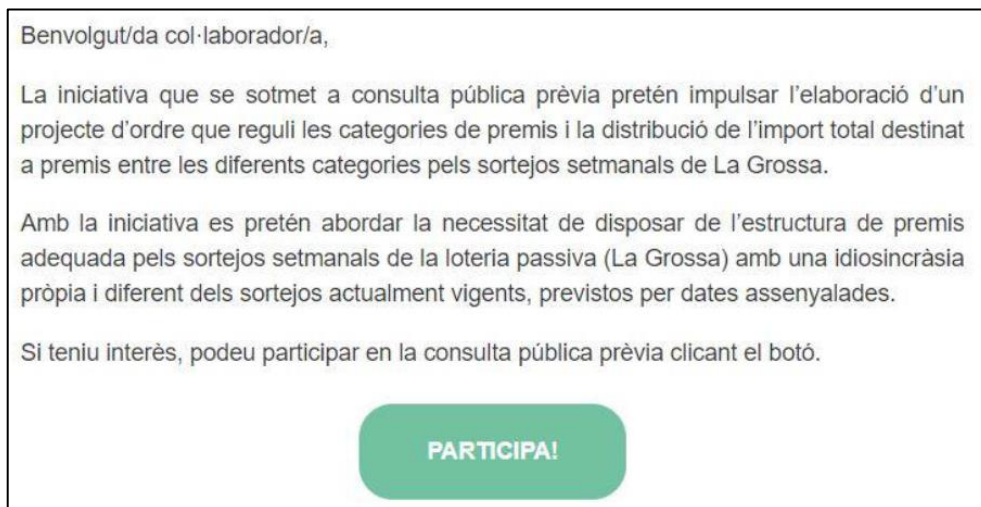 Benvolgut/da col·laborador/a,
La iniciativa que se sotmet a consulta pública prèvia pretén impulsar l’elaboració d’un
projecte d’ordre que reguli les categories de premis i la distribució de l’import total destinat
a premis entre les diferents categories pels sortejos setmanals de La Grossa.
Amb la iniciativa es pretén abordar la necessitat de disposar de l’estructura de premis
adequada pels sortejos setmanals de la loteria passiva (La Grossa) amb una idiosincràsia
pròpia i diferent dels sortejos actualment vigents, previstos per dates assenyalades.
Si teniu interès, podeu participar en la consulta pública prèvia clicant el botó.
PARTICIPA!